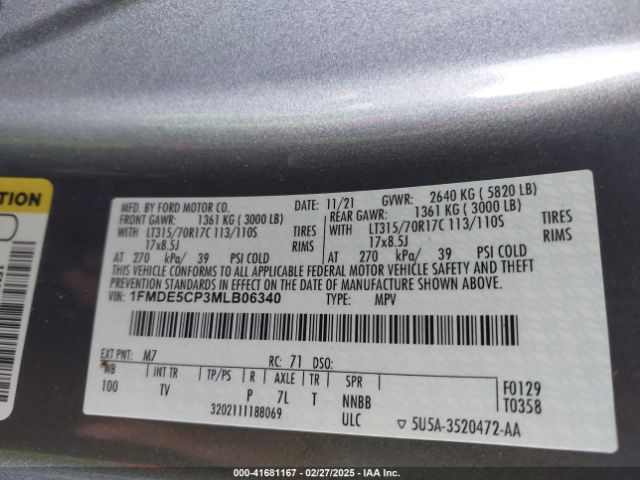 TION
MFD. BY FORD MOTOR CO. DATE: 11/21 GVWR: 2640 KG ( 5820 LB)
FRONT GAWR: 1361 KG ( 3000 LB) REAR GAWR: 1361 KG ( 3000 LB)
WITH LT315/70R17C 113/110S TIRES WITH LT315/70R17C 113/110S TIRES
17x8.5J RIMS 17x8.5J RIMS
AT 270 kPa/ 39 PSI COLD AT 270 kPa/ 39 PSI COLD
THIS VEHICLE CONFORMS TO ALL APPLICABLE FEDERAL MOTOR VEHICLE SAFETY AND THEFT
PREVENTION STANDARDS IN EFFECT ON THE DATE OF MANUFACTURE SHOWN ABOVE.
VIN: 1FMDE5CP3MLB06340 TYPE: MPV
EXT PNT: M7 RC: 71 DSO:
WB INT TR TP/PS R AXLE TR SPR F0129
100 TV P 7L T NNBB T0358
3202111188069 ULC ▽ 5U5A-3520472-AA
000-41681167 - 02/27/2025 - IAA Inc.